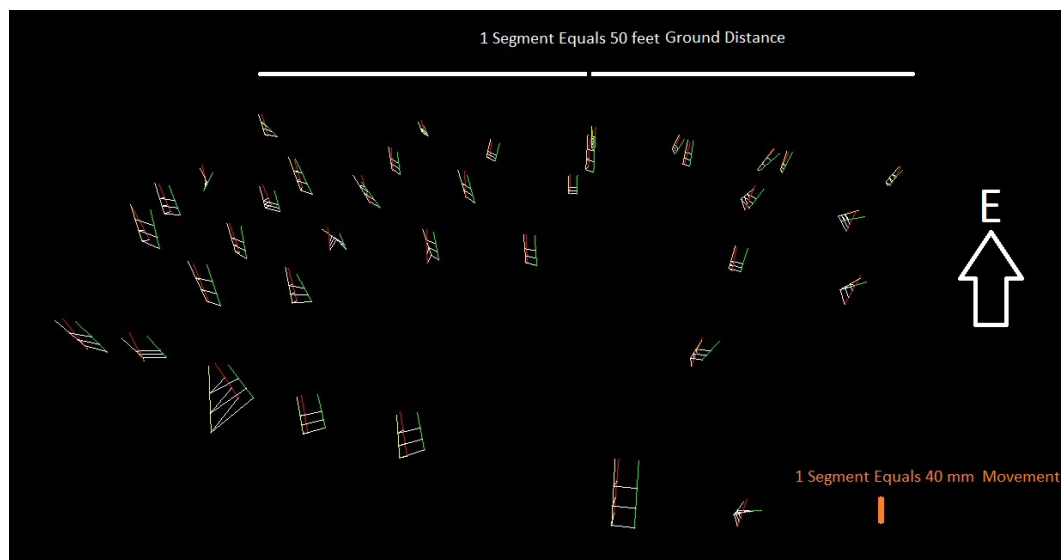 1 Segment Equals 50 feet Ground Distance
E
1 Segment Equals 40 mm Movement